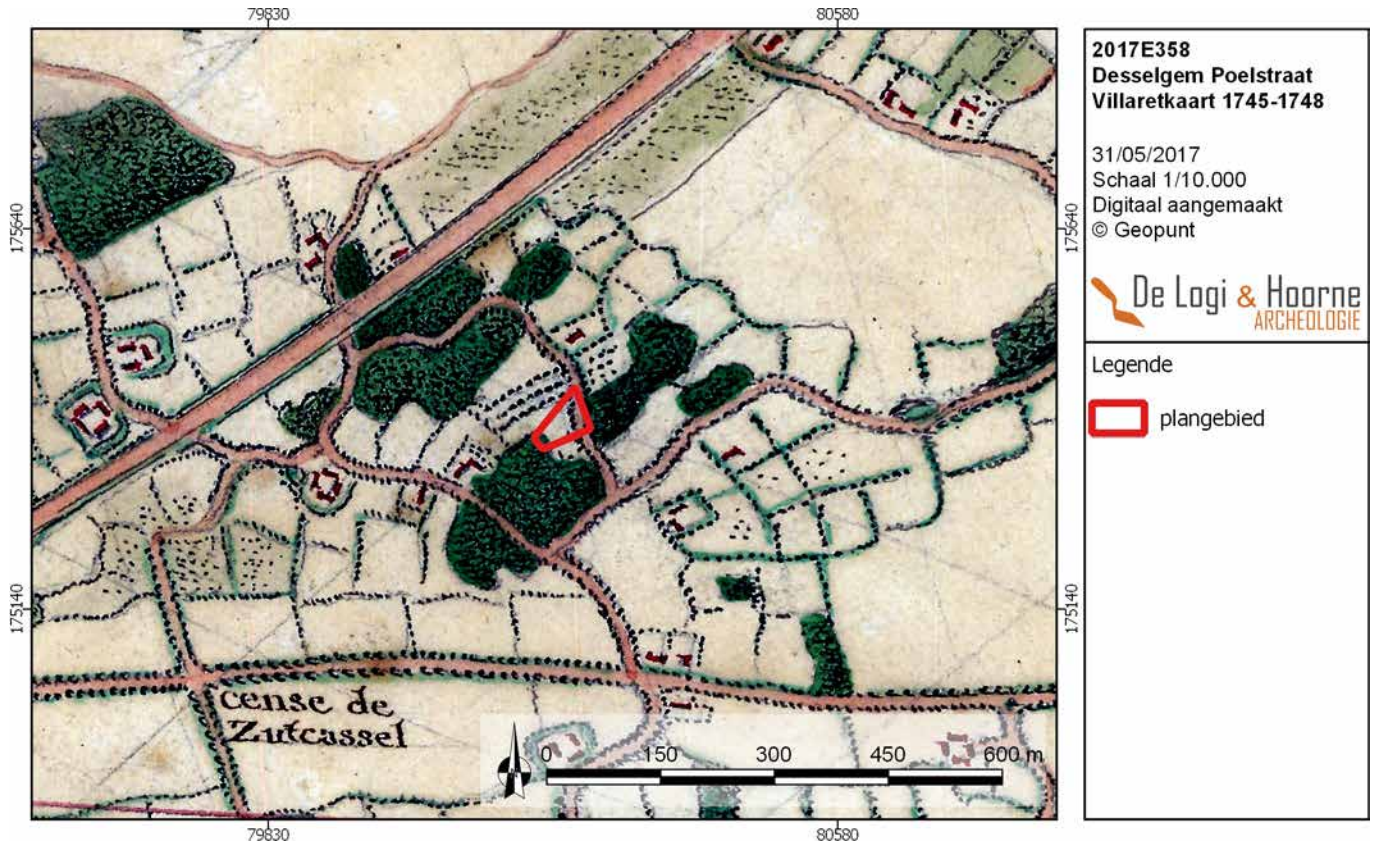 79830 80580
2017E358
Desselgem Poelstraat
Villaretkaart 1745-1748
31/05/2017
Schaal 1/10.000
Digitaal aangemaakt
© Geopunt
De Logi & Hoorne
ARCHEOLOGIE
Legende
plangebied
175640 175640
175140 175140
cense de
Zutcassel
0 150 300 450 600 m
N
79830 80580